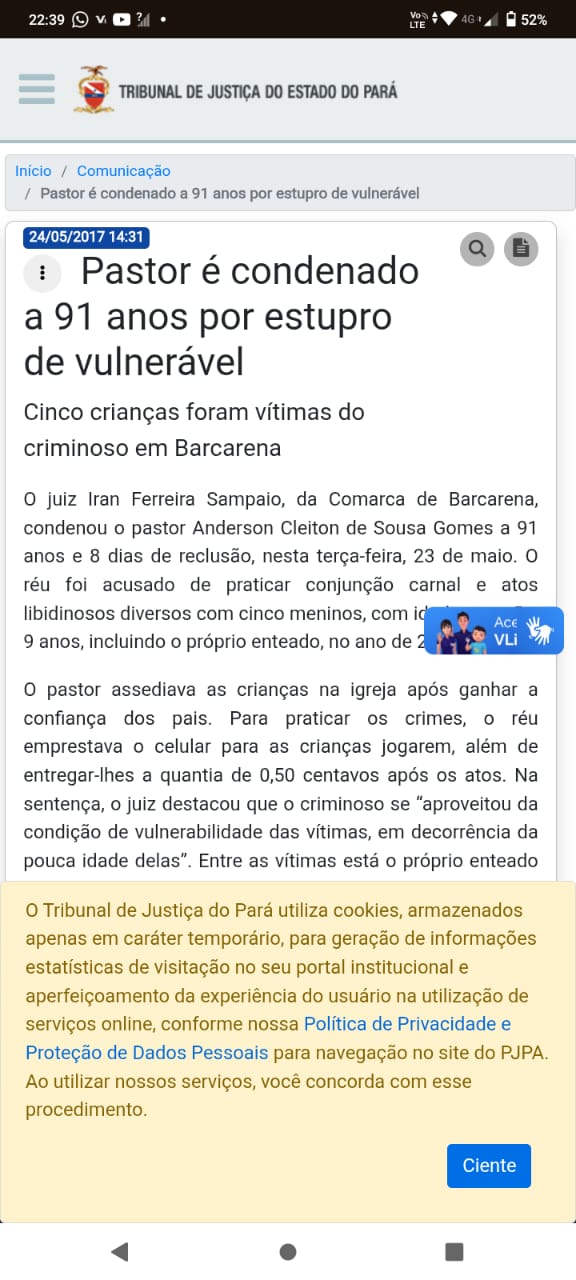 22:39
Vo LTE 4G 52%
TRIBUNAL DE JUSTIÇA DO ESTADO DO PARÁ
Início / Comunicação
/ Pastor é condenado a 91 anos por estupro de vulnerável
24/05/2017 14:31
Pastor é condenado
a 91 anos por estupro
de vulnerável
Cinco crianças foram vítimas do
criminoso em Barcarena
O juiz Iran Ferreira Sampaio, da Comarca de Barcarena,
condenou o pastor Anderson Cleiton de Sousa Gomes a 91
anos e 8 dias de reclusão, nesta terça-feira, 23 de maio. O
réu foi acusado de praticar conjunção carnal e atos
libidinosos diversos com cinco meninos, com
9 anos, incluindo o próprio enteado, no ano de
Ace
VLi
O pastor assediava as crianças na igreja após ganhar a
confiança dos pais. Para praticar os crimes, o réu
emprestava o celular para as crianças jogarem, além de
entregar-lhes a quantia de 0,50 centavos após os atos. Na
sentença, o juiz destacou que o criminoso se “aproveitou da
condição de vulnerabilidade das vítimas, em decorrência da
pouca idade delas”. Entre as vítimas está o próprio enteado
O Tribunal de Justiça do Pará utiliza cookies, armazenados
apenas em caráter temporário, para geração de informações
estatísticas de visitação no seu portal institucional e
aperfeiçoamento da experiência do usuário na utilização de
serviços online, conforme nossa Política de Privacidade e
Proteção de Dados Pessoais para navegação no site do PJPA.
Ao utilizar nossos serviços, você concorda com esse
procedimento.
Ciente